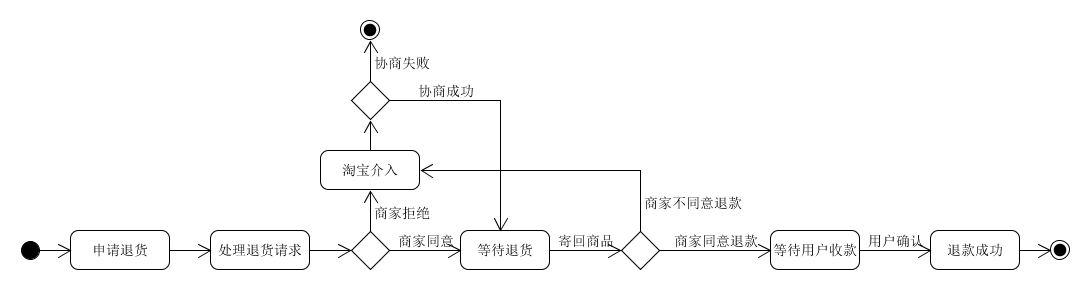 协商失败
协商成功
淘宝介入
商家拒绝
商家不同意退款
申请退货
处理退货请求
商家同意
等待退货
寄回商品
商家同意退款
等待用户收款
用户确认
退款成功